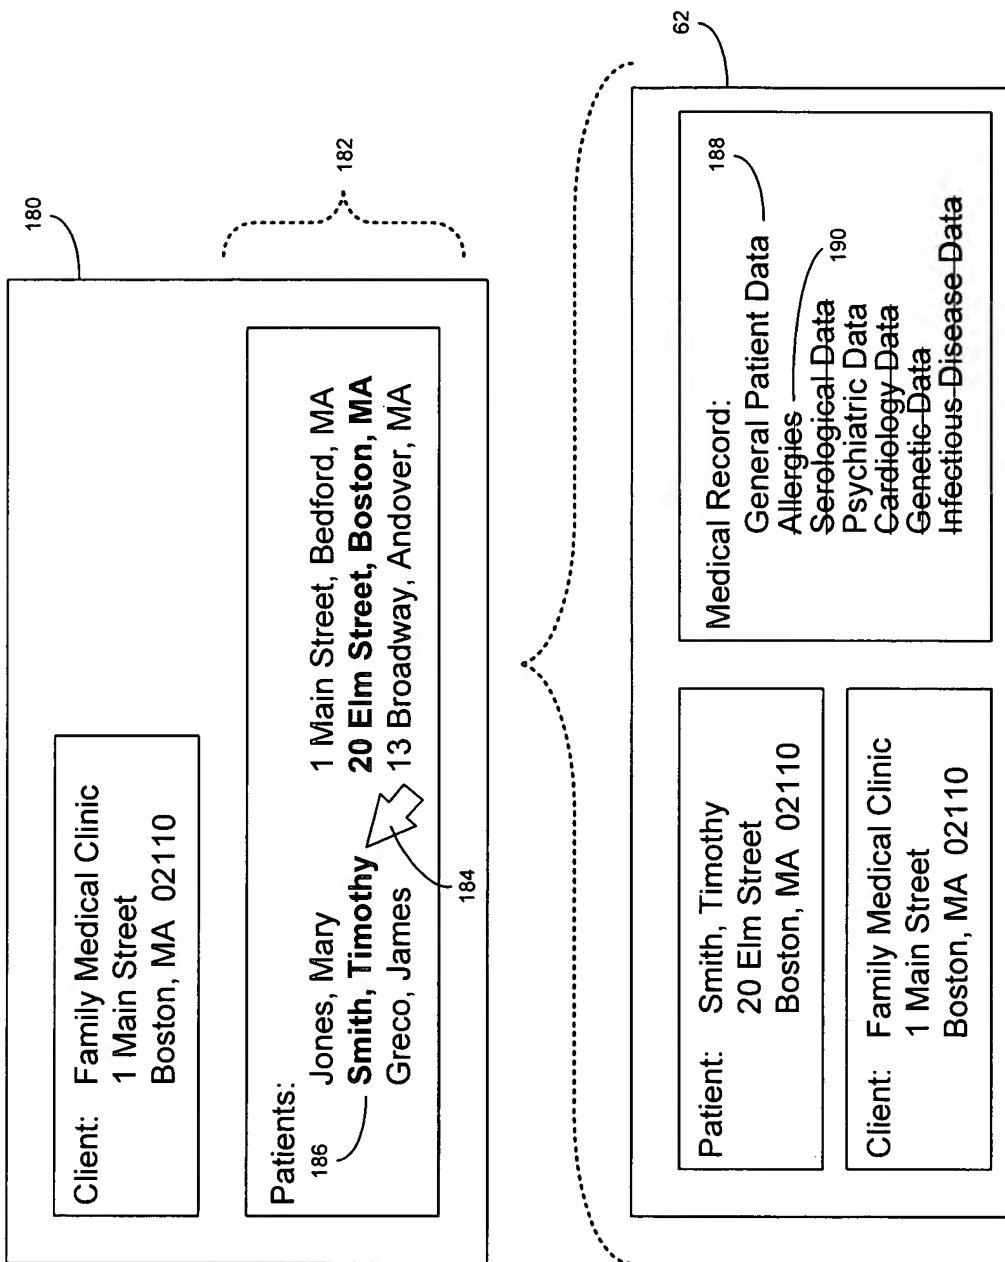 180
Client: Family Medical Clinic
1 Main Street
Boston, MA 02110
182
Patients:
186
Jones, Mary 1 Main Street, Bedford, MA
Smith, Timothy 20 Elm Street, Boston, MA
Greco, James 13 Broadway, Andover, MA
184
62
Patient: Smith, Timothy
20 Elm Street
Boston, MA 02110
Client: Family Medical Clinic
1 Main Street
Boston, MA 02110
Medical Record:
188
General Patient Data
Allergies
190
Serological Data
Psychiatric Data
Cardiology Data
Genetic Data
Infectious Disease Data